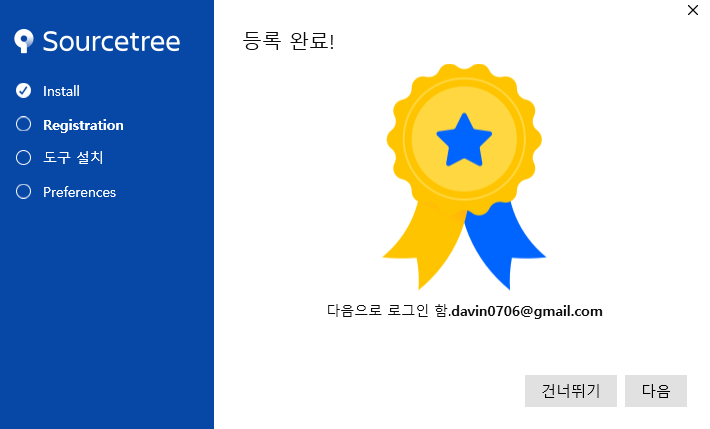 Sourcetree
Install
Registration
도구 설치
Preferences
등록 완료!
다음으로 로그인 함.davin0706@gmail.com
건너뛰기
다음